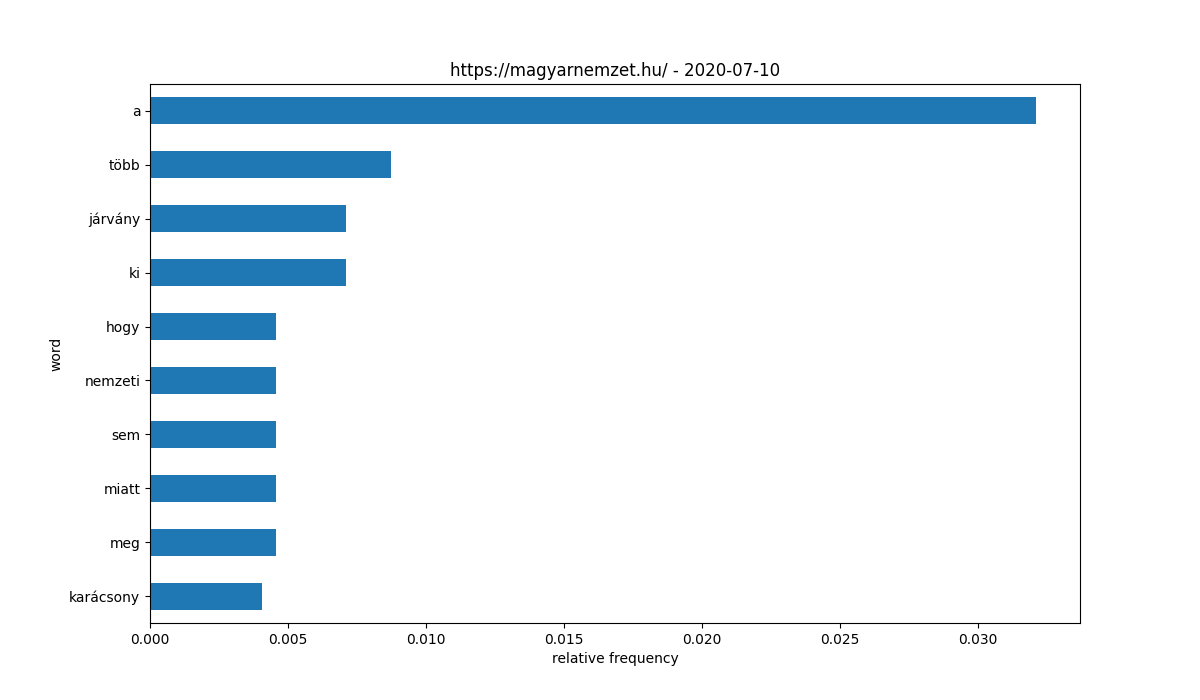 https://magyarnemzet.hu/ - 2020-07-10
a
több
járvány
ki
hogy
nemzeti
sem
miatt
meg
karácsony
word
0.000 0.005 0.010 0.015 0.020 0.025 0.030
relative frequency